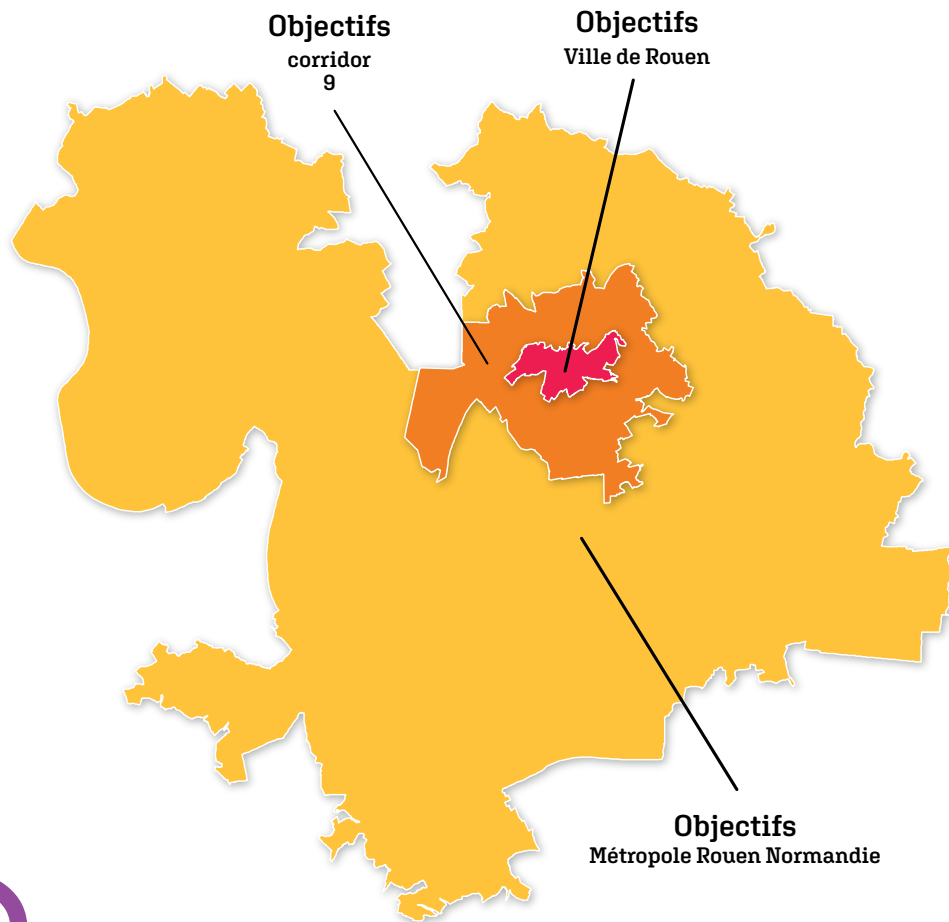 Objectifs
corridor
9
Objectifs
Ville de Rouen
Objectifs
Métropole Rouen Normandie